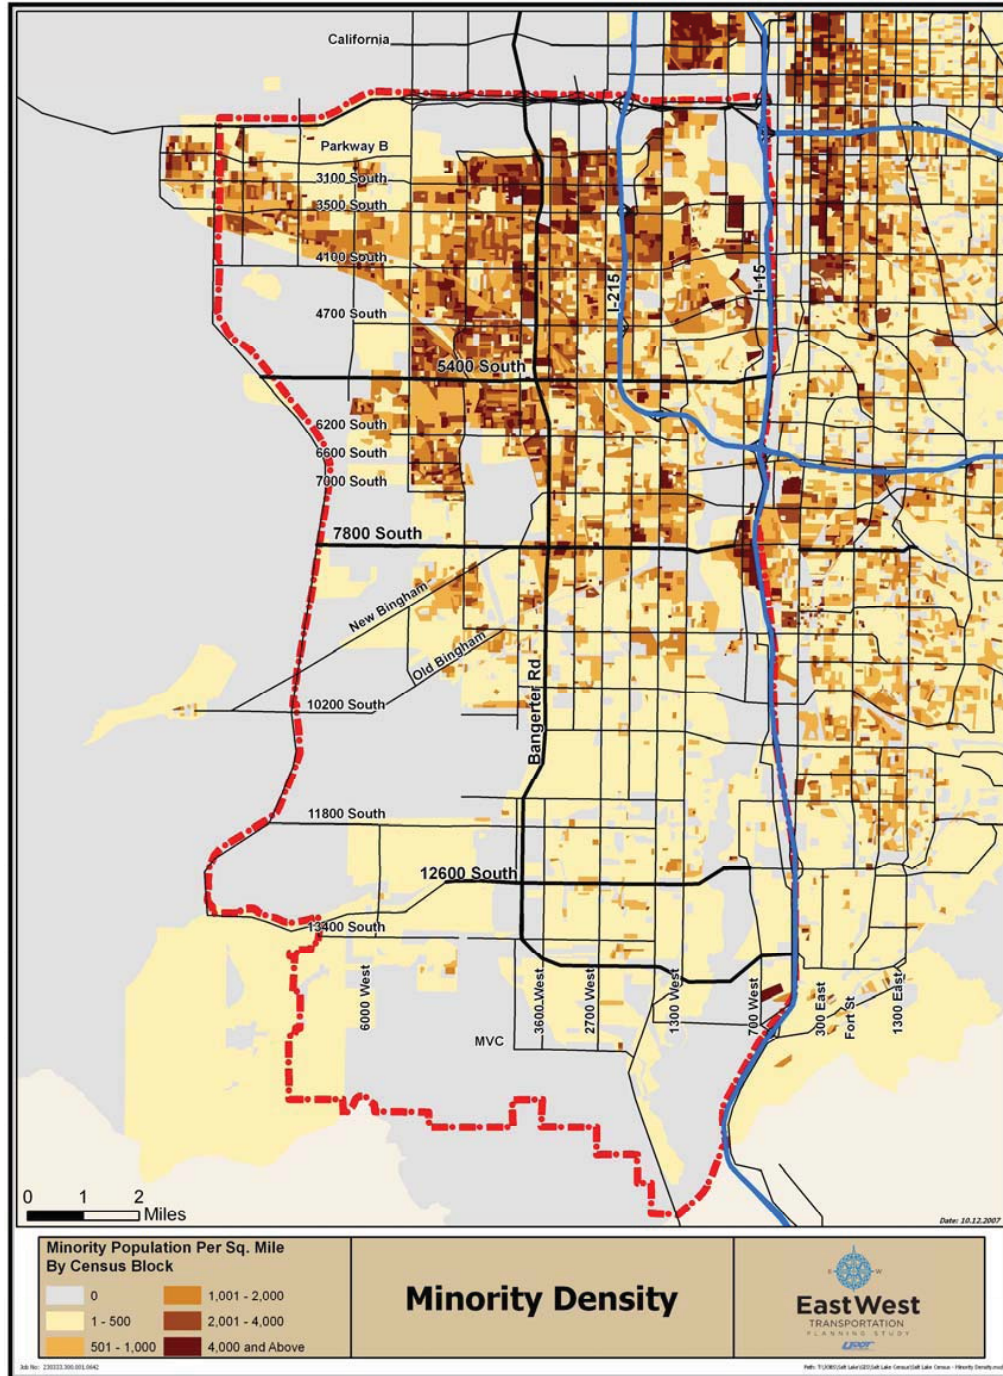 California
Parkway B
3100 South
3500 South
4100 South
4700 South
I-215
I-15
5400 South
6200 South
6600 South
7000 South
7800 South
New Bingham
Old Bingham
10200 South
Bangerter Rd
11800 South
12600 South
13400 South
6000 West
3600 West
2700 West
1300 West
700 West
300 East
Fort St
1300 East
MVC
0 1 2
Miles
Date: 10.12.2007
Minority Population Per Sq. Mile
By Census Block
0
1 - 500
501 - 1,000
1,001 - 2,000
2,001 - 4,000
4,000 and Above
Minority Density
E W
EastWest
TRANSPORTATION
PLANNING STUDY
UDOT